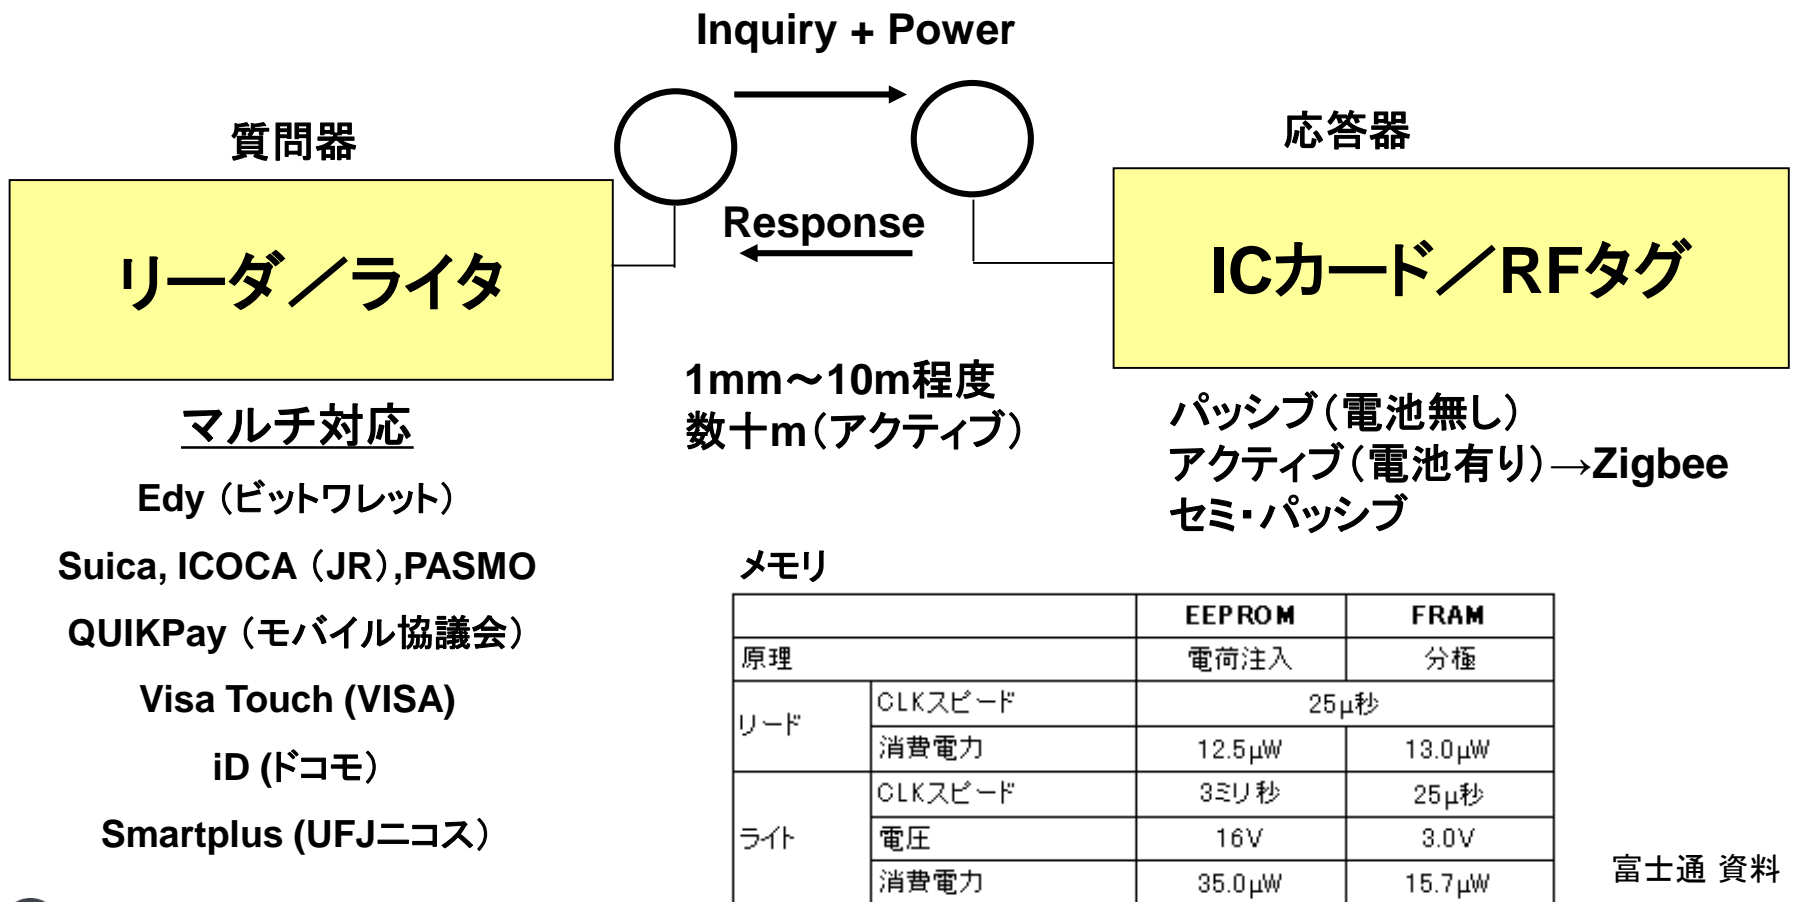 Inquiry + Power
質問器
応答器
Response
リーダ／ライタ
ICカード／RFタグ
1mm～10m程度
数十m（アクティブ）
マルチ対応
Edy（ビットワレット）
Suica, ICOCA（JR）,PASMO
QUIKPay（モバイル協議会）
Visa Touch (VISA)
iD (ドコモ）
Smartplus (UFJニコス）
パッシブ（電池無し）
アクティブ（電池有り）→Zigbee
セミ・パッシブ
メモリ
EEPROM FRAM
原理 電荷注入 分極
リード CLKスピード 25μ秒
消費電力 12.5μW 13.0μW
ライト CLKスピード 3ミリ秒 25μ秒
電圧 16V 3.0V
消費電力 35.0μW 15.7μW
富士通 資料